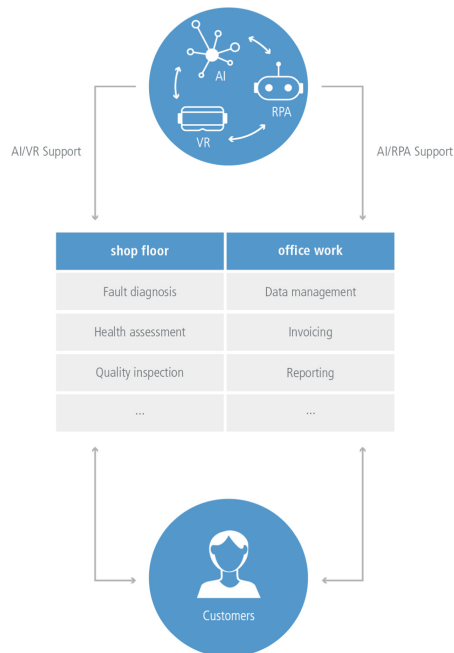 AI
RPA
VR
AI/VR Support
AI/RPA Support
shop floor
office work
Fault diagnosis
Data management
Health assessment
Invoicing
Quality inspection
Reporting
...
...
Customers